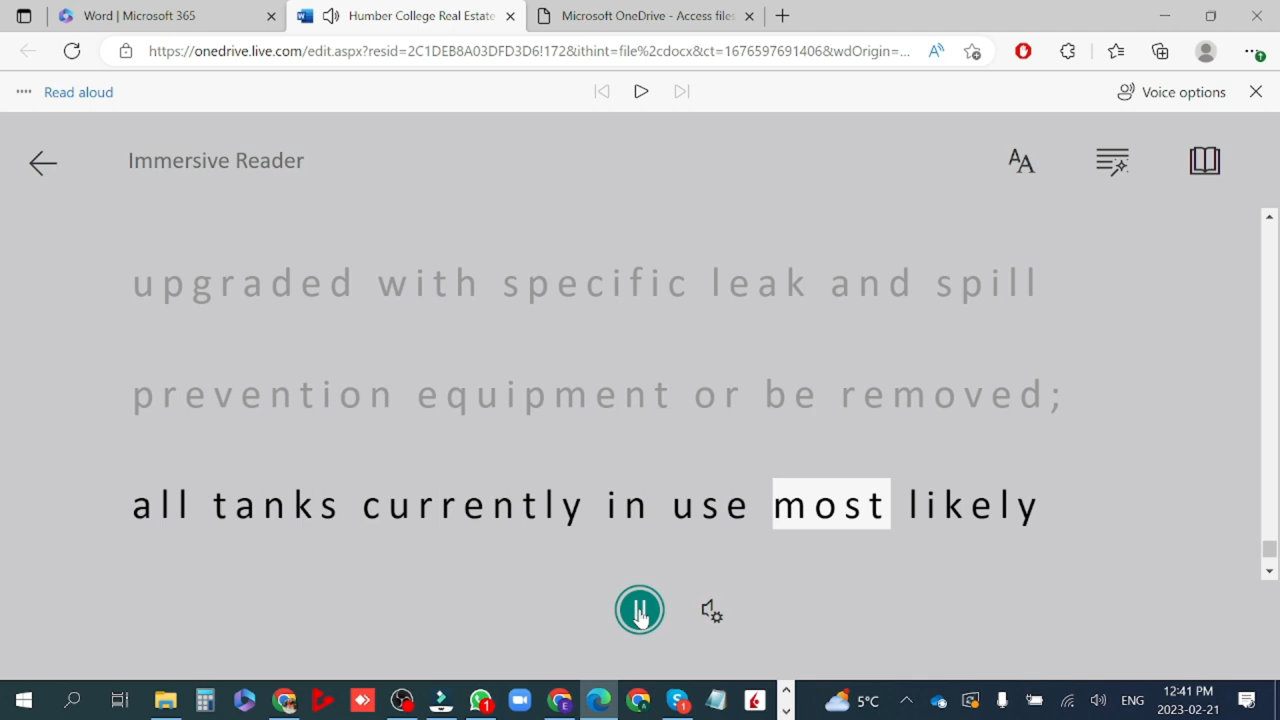 Word | Microsoft 365
Humber College Real Estate
Microsoft OneDrive - Access files
https://onedrive.live.com/edit.aspx?resid=2C1DEB8A03DFD3D6!172&ithint=file%2cdocx&ct=1676597691406&wdOrigin=...
Read aloud
Voice options
Immersive Reader
upgraded with specific leak and spill
prevention equipment or be removed;
all tanks currently in use most likely
5°C
ENG
12:41 PM
2023-02-21